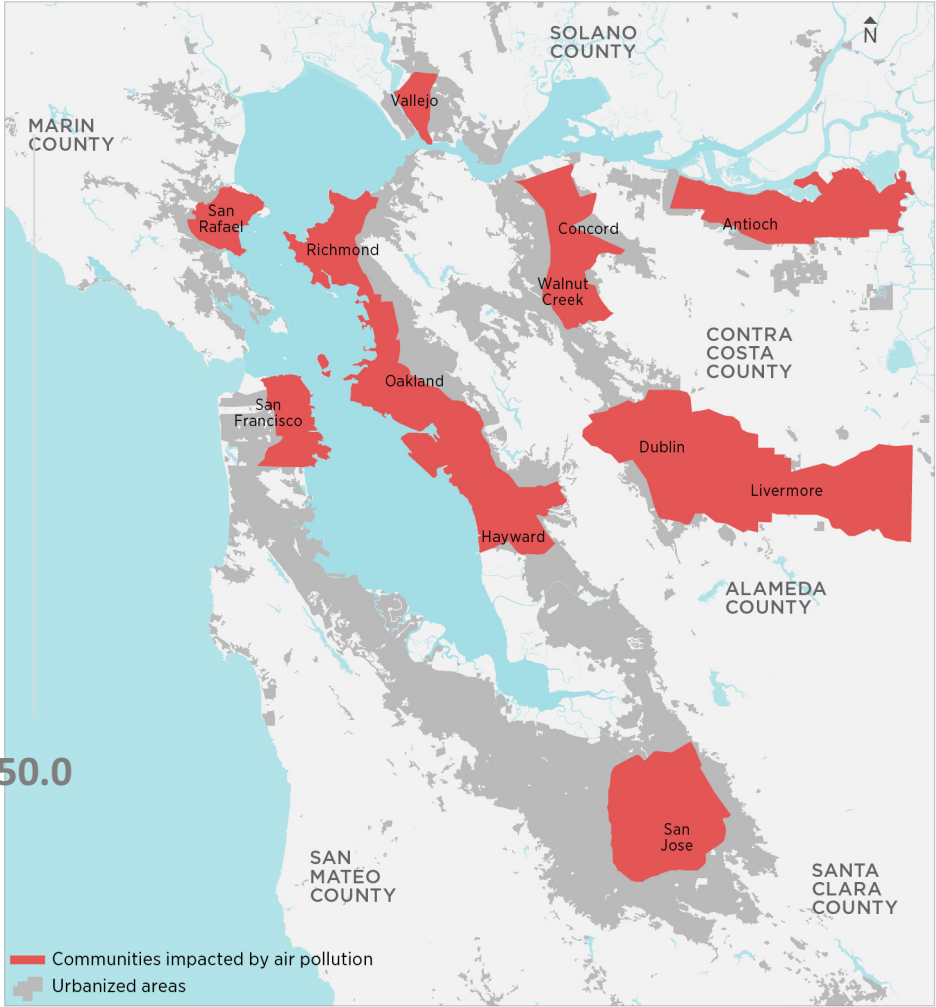 SOLANO
COUNTY
N
Vallejo
MARIN
COUNTY
San
Rafael
Richmond
Concord
Antioch
Walnut
Creek
CONTRA
COSTA
COUNTY
Oakland
San
Francisco
Dublin
Livermore
Hayward
ALAMEDA
COUNTY
50.0
San
Jose
SAN
MATEO
COUNTY
SANTA
CLARA
COUNTY
Communities impacted by air pollution
Urbanized areas